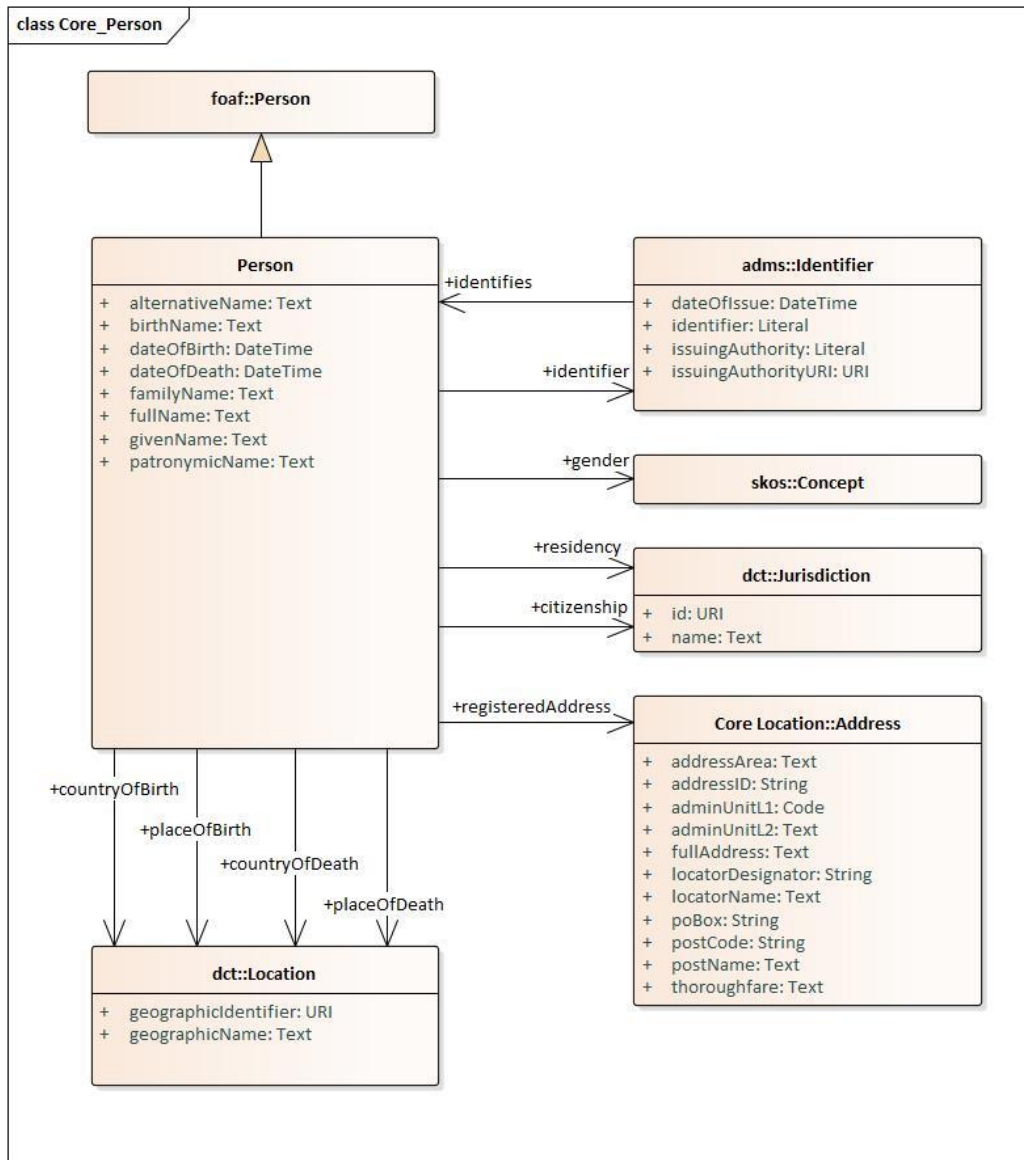 class Core_Person
foaf::Person
Person
+ alternativeName: Text
+ birthName: Text
+ dateOfBirth: DateTime
+ dateOfDeath: DateTime
+ familyName: Text
+ fullName: Text
+ givenName: Text
+ patronymicName: Text
+identifies
+identifier
+gender
+residency
+citizenship
+registeredAddress
adms::Identifier
+ dateOfIssue: DateTime
+ identifier: Literal
+ issuingAuthority: Literal
+ issuingAuthorityURI: URI
skos::Concept
dct::Jurisdiction
+ id: URI
+ name: Text
Core Location::Address
+ addressArea: Text
+ addressID: String
+ adminUnitL1: Code
+ adminUnitL2: Text
+ fullAddress: Text
+ locatorDesignator: String
+ locatorName: Text
+ poBox: String
+ postCode: String
+ postName: Text
+ thoroughfare: Text
+countryOfBirth
+placeOfBirth
+countryOfDeath
+placeOfDeath
dct::Location
+ geographicIdentifier: URI
+ geographicName: Text